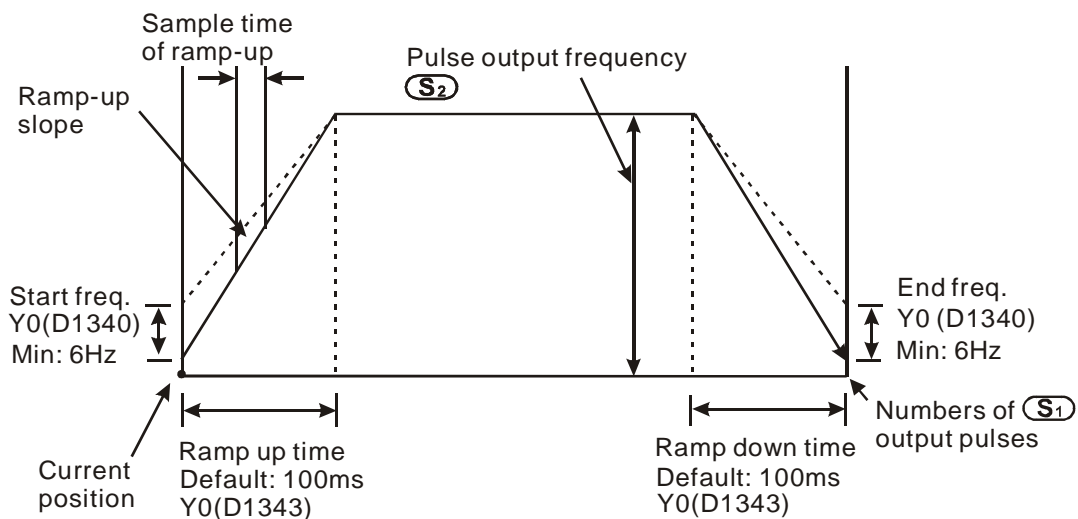 Sample time
of ramp-up
Pulse output frequency
S2
Ramp-up
slope
Start freq.
Y0(D1340)
Min: 6Hz
End freq.
Y0 (D1340)
Min: 6Hz
Current
position
Ramp up time
Default: 100ms
Y0(D1343)
Ramp down time
Default: 100ms
Y0(D1343)
Numbers of S1
output pulses